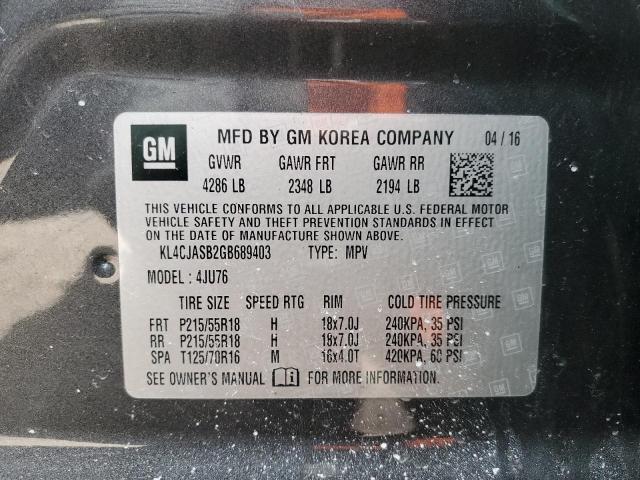 GM MFD BY GM KOREA COMPANY 04 / 16
GVWR GAWR FRT GAWR RR
4286 LB 2348 LB 2194 LB
THIS VEHICLE CONFORMS TO ALL APPLICABLE U.S. FEDERAL MOTOR
VEHICLE SAFETY AND THEFT PREVENTION STANDARDS IN EFFECT
ON THE DATE OF MANUFACTURE SHOWN ABOVE.
KL4CJASB2GB689403 TYPE: MPV
MODEL : 4JU76
TIRE SIZE SPEED RTG RIM COLD TIRE PRESSURE
FRT P215/55R18 H 18x7.0J 240KPA, 35 PSI
RR P215/55R18 H 18x7.0J 240KPA, 35 PSI
SPA T125/70R16 M 16x4.0T 420KPA, 60 PSI
SEE OWNER'S MANUAL FOR MORE INFORMATION.